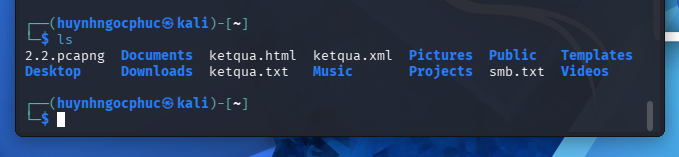 ┌──(huynhngocphuc㉿kali)-[~]
└─$ ls
2.2.pcapng  Documents  ketqua.html  ketqua.xml  Pictures  Public   Templates
Desktop     Downloads  ketqua.txt   Music       Projects  smb.txt  Videos
┌──(huynhngocphuc㉿kali)-[~]
└─$